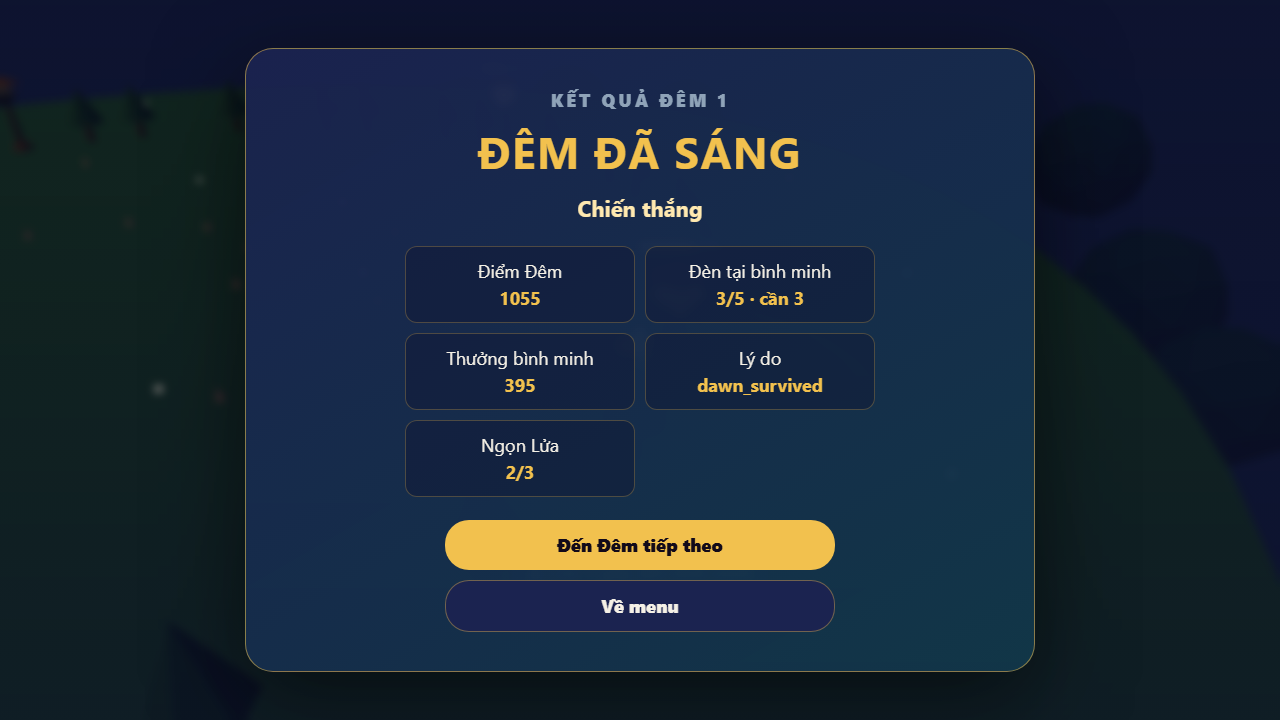 KẾT QUẢ ĐÊM 1
ĐÊM ĐÃ SÁNG
Chiến thắng
Điểm Đêm
1055
Đèn tại bình minh
3/5 · cần 3
Thưởng bình minh
395
Lý do
dawn_survived
Ngọn Lửa
2/3
Đến Đêm tiếp theo
Về menu